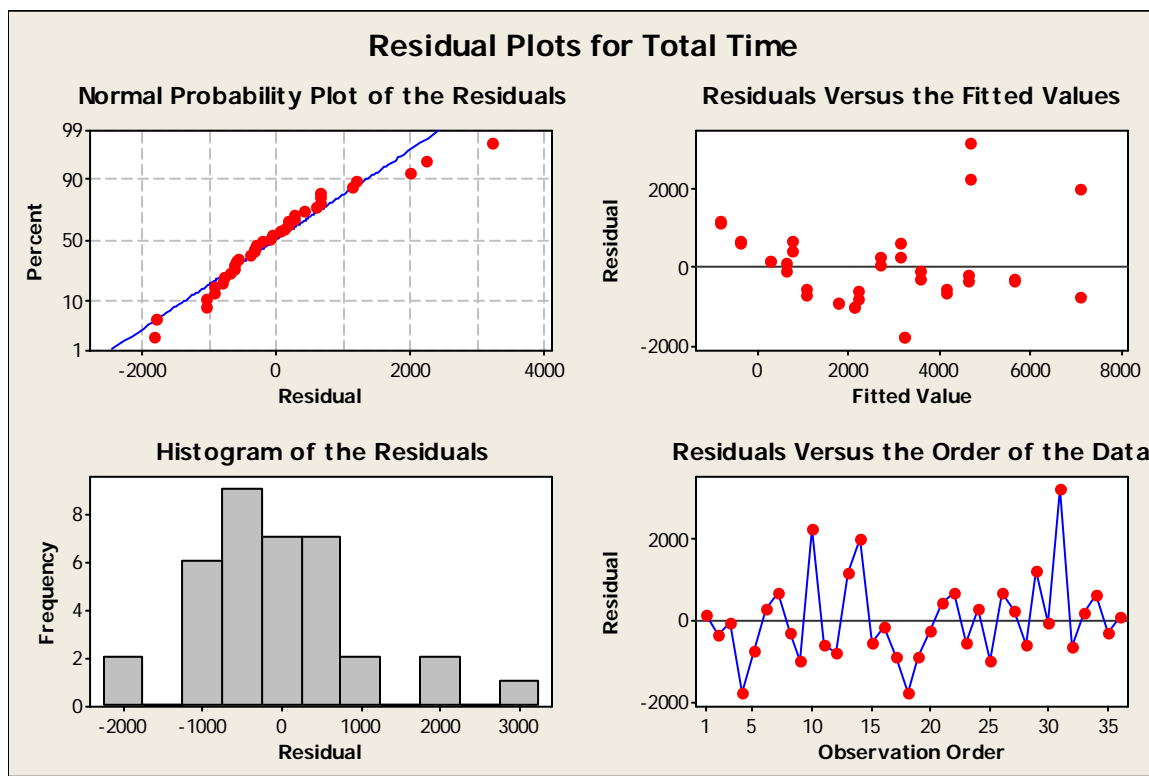 Residual Plots for Total Time
Normal Probability Plot of the Residuals
Percent
99
90
50
10
1
-2000 0 2000 4000
Residual
Residuals Versus the Fitted Values
Residual
2000
0
-2000
0 2000 4000 6000 8000
Fitted Value
Histogram of the Residuals
Frequency
8
6
4
2
0
-2000 -1000 0 1000 2000 3000
Residual
Residuals Versus the Order of the Data
Residual
2000
0
-2000
1 5 10 15 20 25 30 35
Observation Order